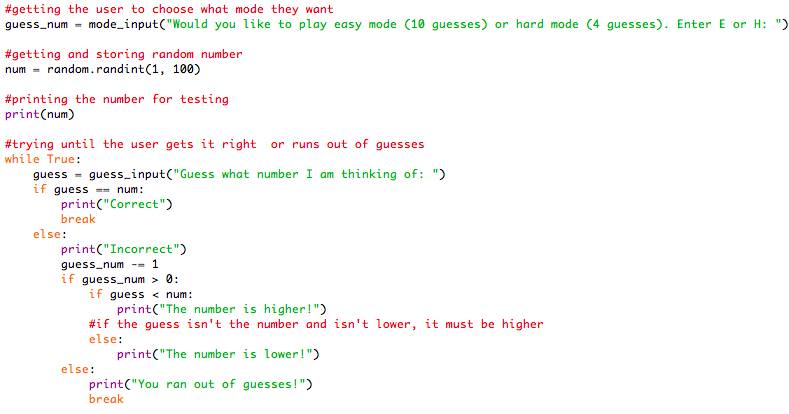 #getting the user to choose what mode they want
guess_num = mode_input("Would you like to play easy mode (10 guesses) or hard mode (4 guesses). Enter E or H: ")

#getting and storing random number
num = random.randint(1, 100)

#printing the number for testing
print(num)

#trying until the user gets it right  or runs out of guesses
while True:
    guess = guess_input("Guess what number I am thinking of: ")
    if guess == num:
        print("Correct")
        break
    else:
        print("Incorrect")
        guess_num -= 1
        if guess_num > 0:
            if guess < num:
                print("The number is higher!")
            #if the guess isn't the number and isn't lower, it must be higher
            else:
                print("The number is lower!")
        else:
            print("You ran out of guesses!")
            break